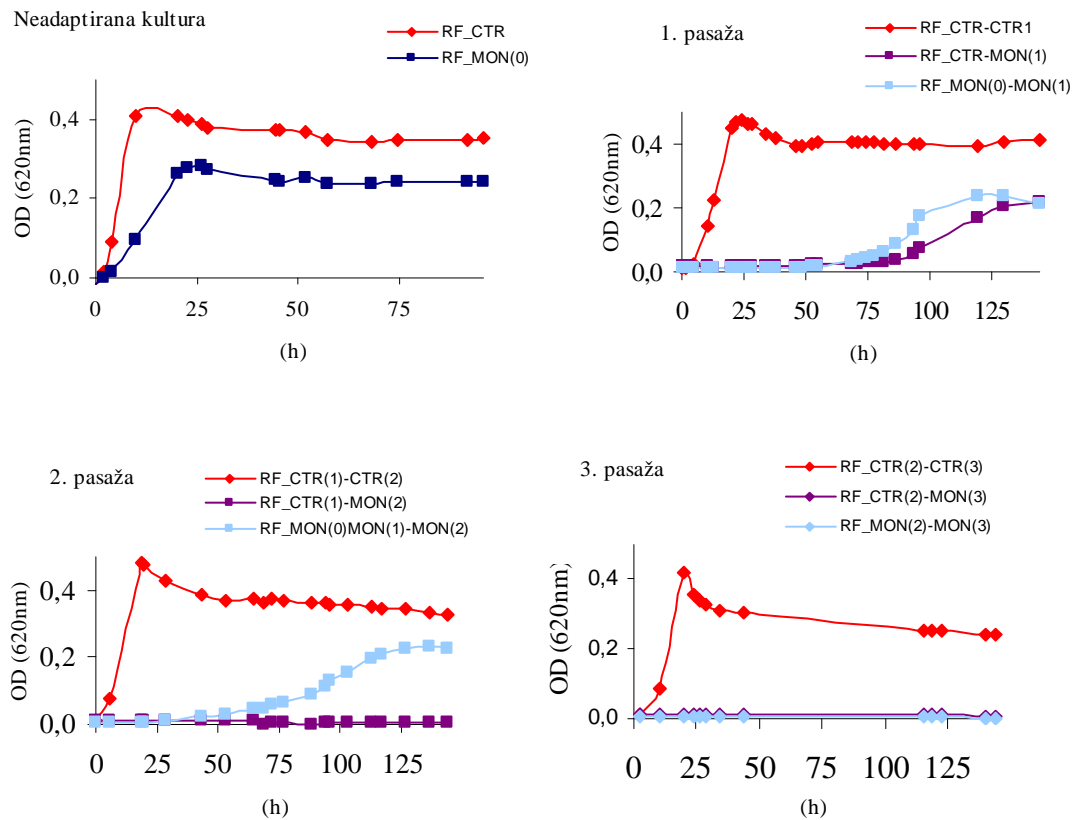 Neadaptirana kultura
RF_CTR
RF_MON(0)
OD (620nm)
0,4
0,2
0,0
0
25
50
75
(h)
1. pasaža
RF_CTR-CTR1
RF_CTR-MON(1)
RF_MON(0)-MON(1)
OD (620nm)
0,4
0,2
0,0
0
25
50
75
100
125
(h)
2. pasaža
RF_CTR(1)-CTR(2)
RF_CTR(1)-MON(2)
RF_MON(0)MON(1)-MON(2)
OD (620nm)
0,4
0,2
0,0
0
25
50
75
100
125
(h)
3. pasaža
RF_CTR(2)-CTR(3)
RF_CTR(2)-MON(3)
RF_MON(2)-MON(3)
OD (620nm)
0,4
0,2
0,0
0
25
50
75
100
125
(h)